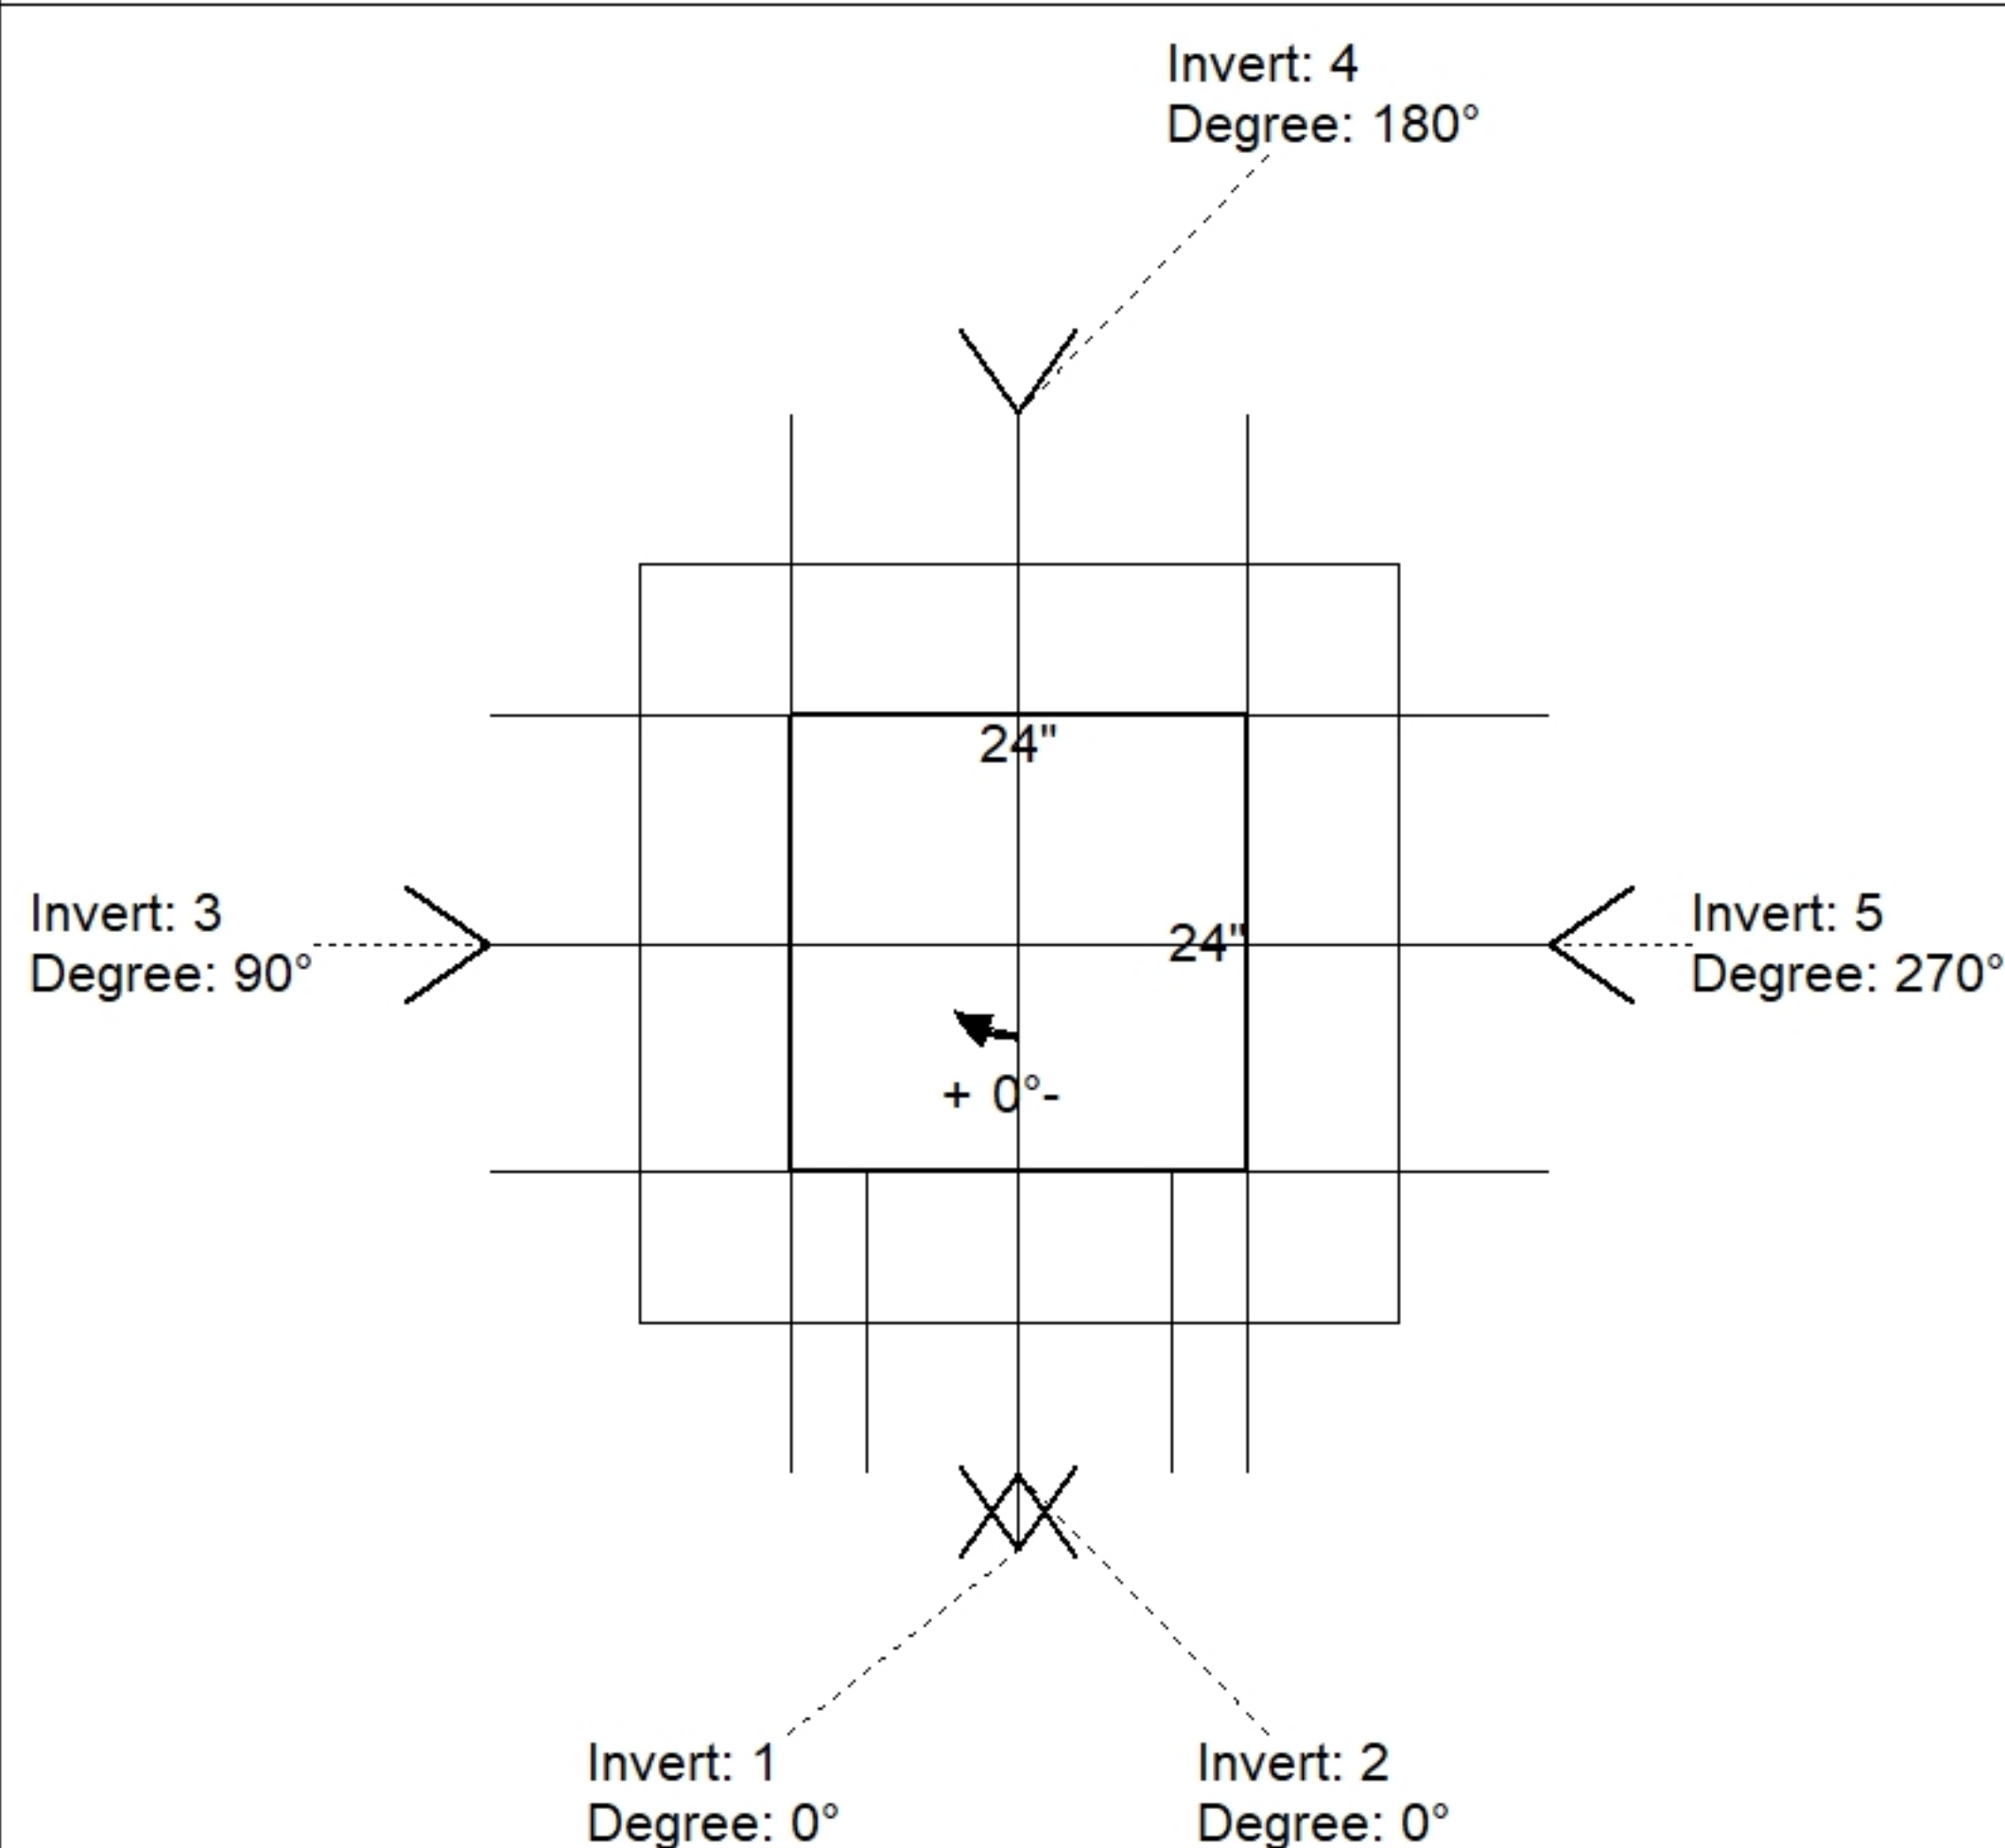 Invert: 4
Degree: 180°
24"
Invert: 3
Degree: 90°
24"
Invert: 5
Degree: 270°
+ 0°-
Invert: 1
Degree: 0°
Invert: 2
Degree: 0°